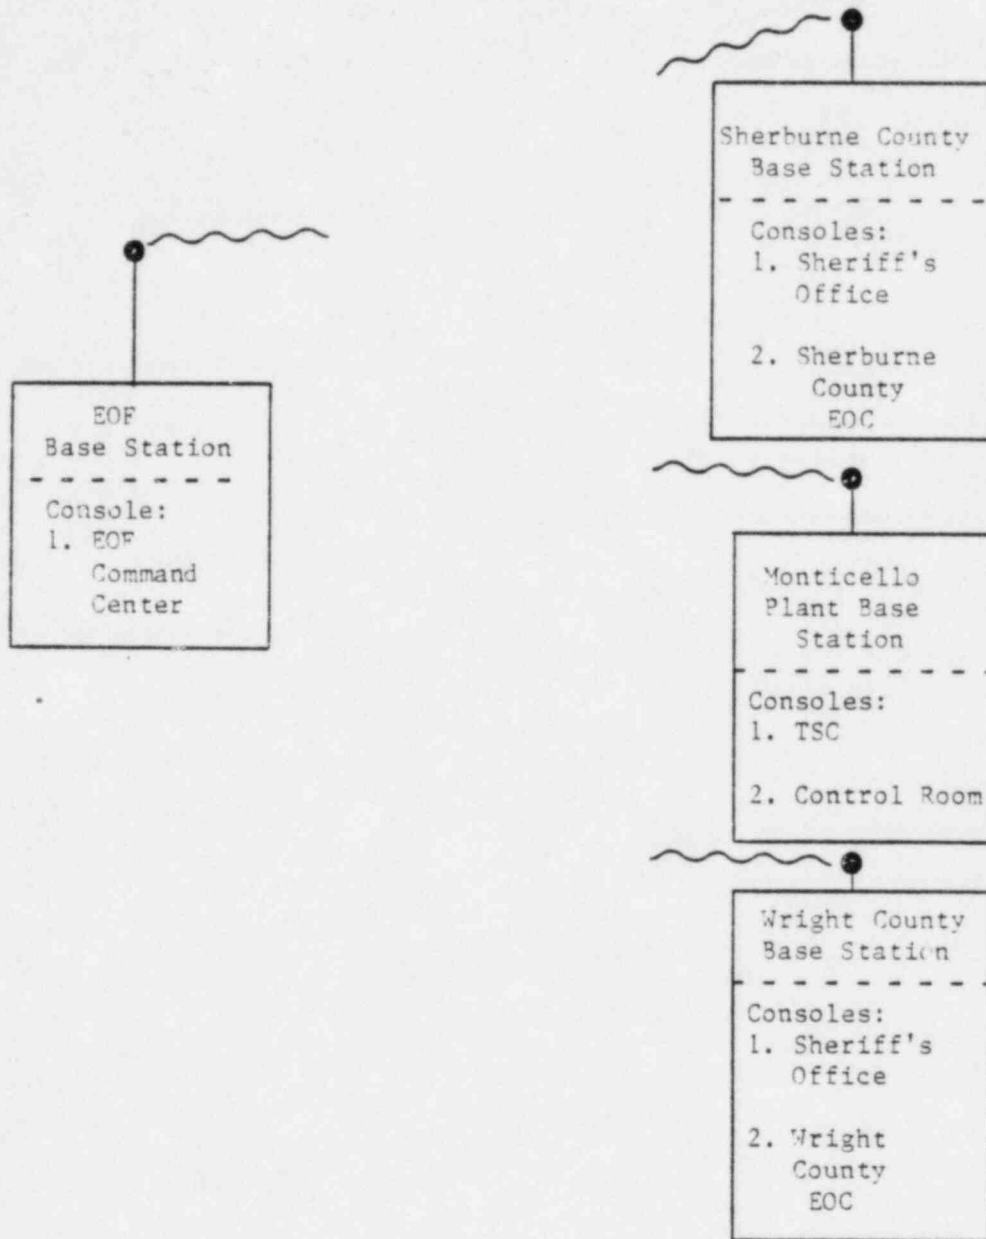 Sherburne County
Base Station
Consoles:
1. Sheriff's
Office
2. Sherburne
County
EOC
EOF
Base Station
Console:
1. EOF
Command
Center
Monticello
Plant Base
Station
Consoles:
1. TSC
2. Control Room
Wright County
Base Station
Consoles:
1. Sheriff's
Office
2. Wright
County
EOC